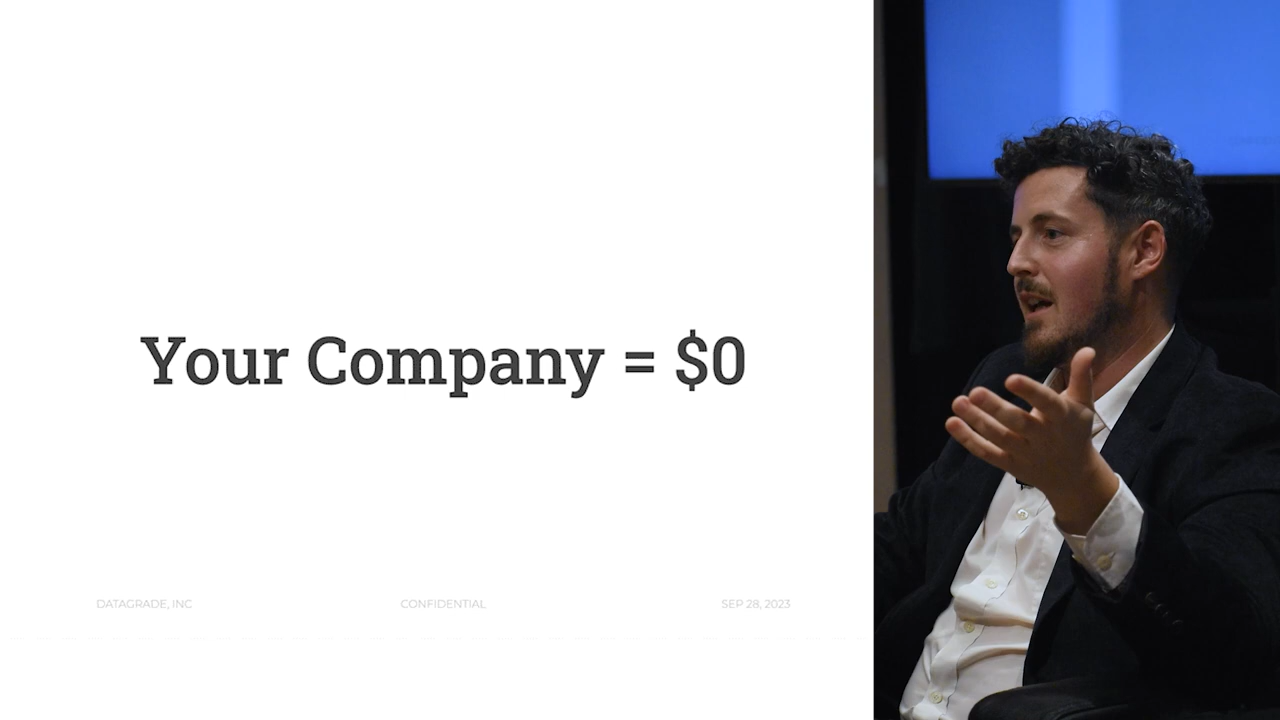 Your Company = $0
DATAGRADE, INC
CONFIDENTIAL
SEP 28, 2023